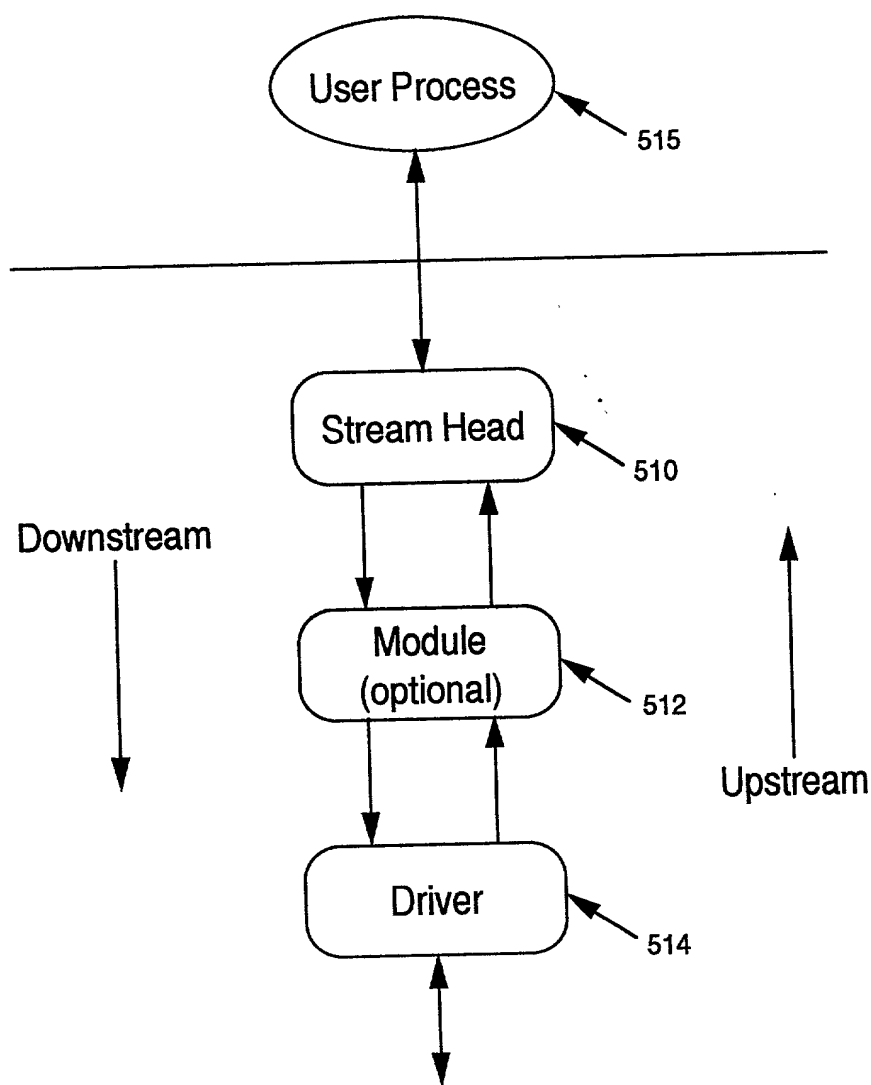 User Process
515
Stream Head
510
Downstream
Module
(optional)
512
Upstream
Driver
514